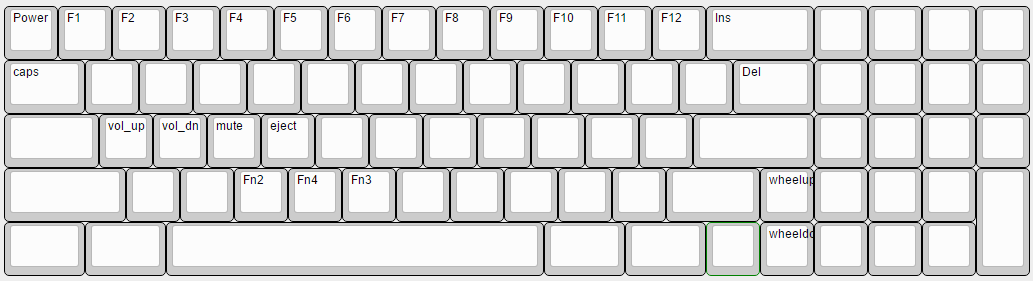 Power F1 F2 F3 F4 F5 F6 F7 F8 F9 F10 F11 F12 Ins
caps Del
vol_up vol_dn mute eject
Fn2 Fn4 Fn3 wheelup
wheeldo